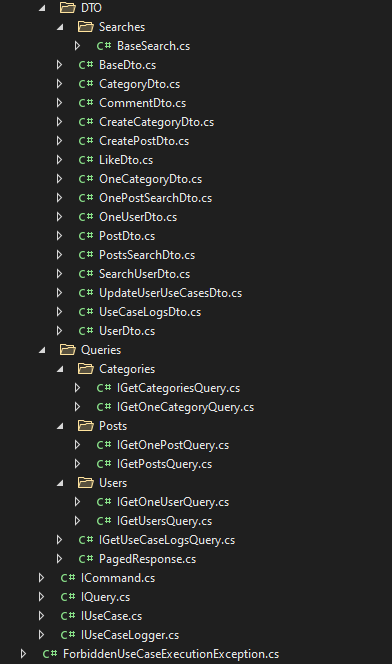 DTO
Searches
C# BaseSearch.cs
C# BaseDto.cs
C# CategoryDto.cs
C# CommentDto.cs
C# CreateCategoryDto.cs
C# CreatePostDto.cs
C# LikeDto.cs
C# OneCategoryDto.cs
C# OnePostSearchDto.cs
C# OneUserDto.cs
C# PostDto.cs
C# PostsSearchDto.cs
C# SearchUserDto.cs
C# UpdateUserUseCasesDto.cs
C# UseCaseLogsDto.cs
C# UserDto.cs
Queries
Categories
C# IGetCategoriesQuery.cs
C# IGetOneCategoryQuery.cs
Posts
C# IGetOnePostQuery.cs
C# IGetPostsQuery.cs
Users
C# IGetOneUserQuery.cs
C# IGetUsersQuery.cs
C# IGetUseCaseLogsQuery.cs
C# PagedResponse.cs
C# ICommand.cs
C# IQuery.cs
C# IUseCase.cs
C# IUseCaseLogger.cs
C# ForbiddenUseCaseExecutionException.cs